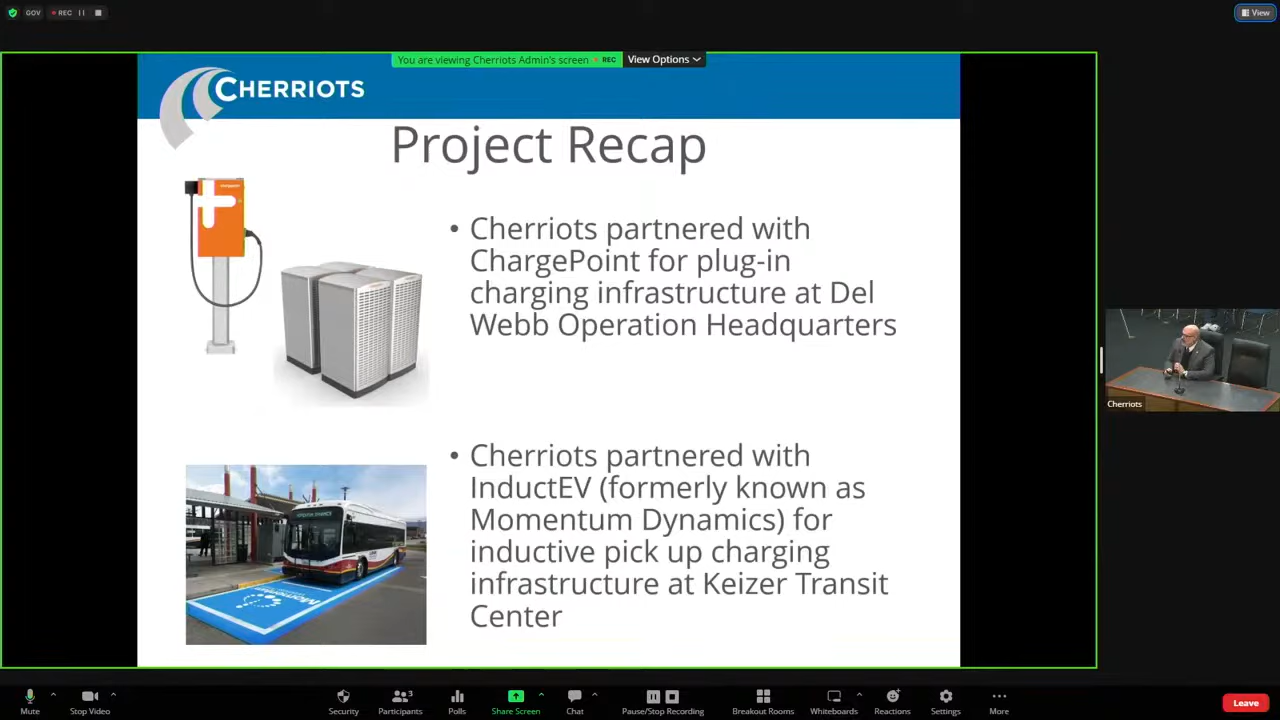 GOV
REC
View
You are viewing Cherriots Admin's screen
REC
View Options
CHERRIOTS
Project Recap
• Cherriots partnered with
ChargePoint for plug-in
charging infrastructure at Del
Webb Operation Headquarters
• Cherriots partnered with
InductEV (formerly known as
Momentum Dynamics) for
inductive pick up charging
infrastructure at Keizer Transit
Center
Momentum
Cherriots
Mute
Stop Video
Security
3
Participants
Polls
Share Screen
Chat
Pause/Stop Recording
Breakout Rooms
Whiteboards
Reactions
Settings
More
Leave